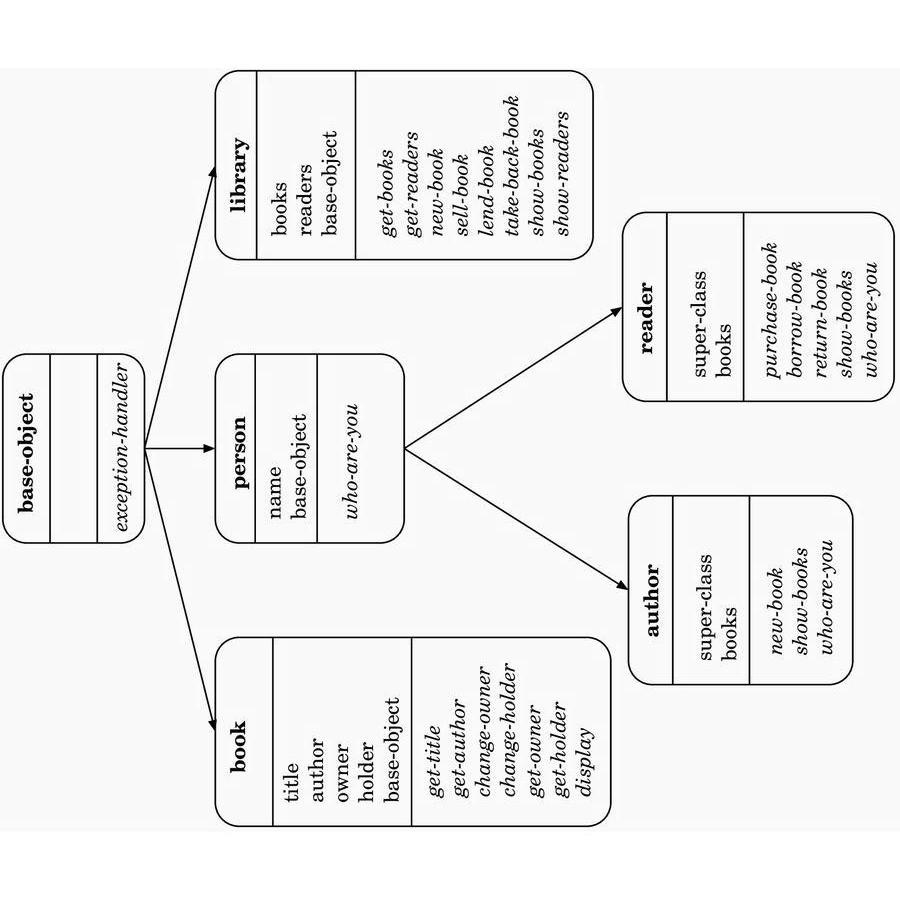 base-object
exception-handler
book
title
author
owner
holder
base-object
get-title
get-author
change-owner
change-holder
get-owner
get-holder
display
person
name
base-object
who-are-you
library
books
readers
base-object
get-books
get-readers
new-book
sell-book
lend-book
take-back-book
show-books
show-readers
author
super-class
books
new-book
show-books
who-are-you
reader
super-class
books
purchase-book
borrow-book
return-book
show-books
who-are-you